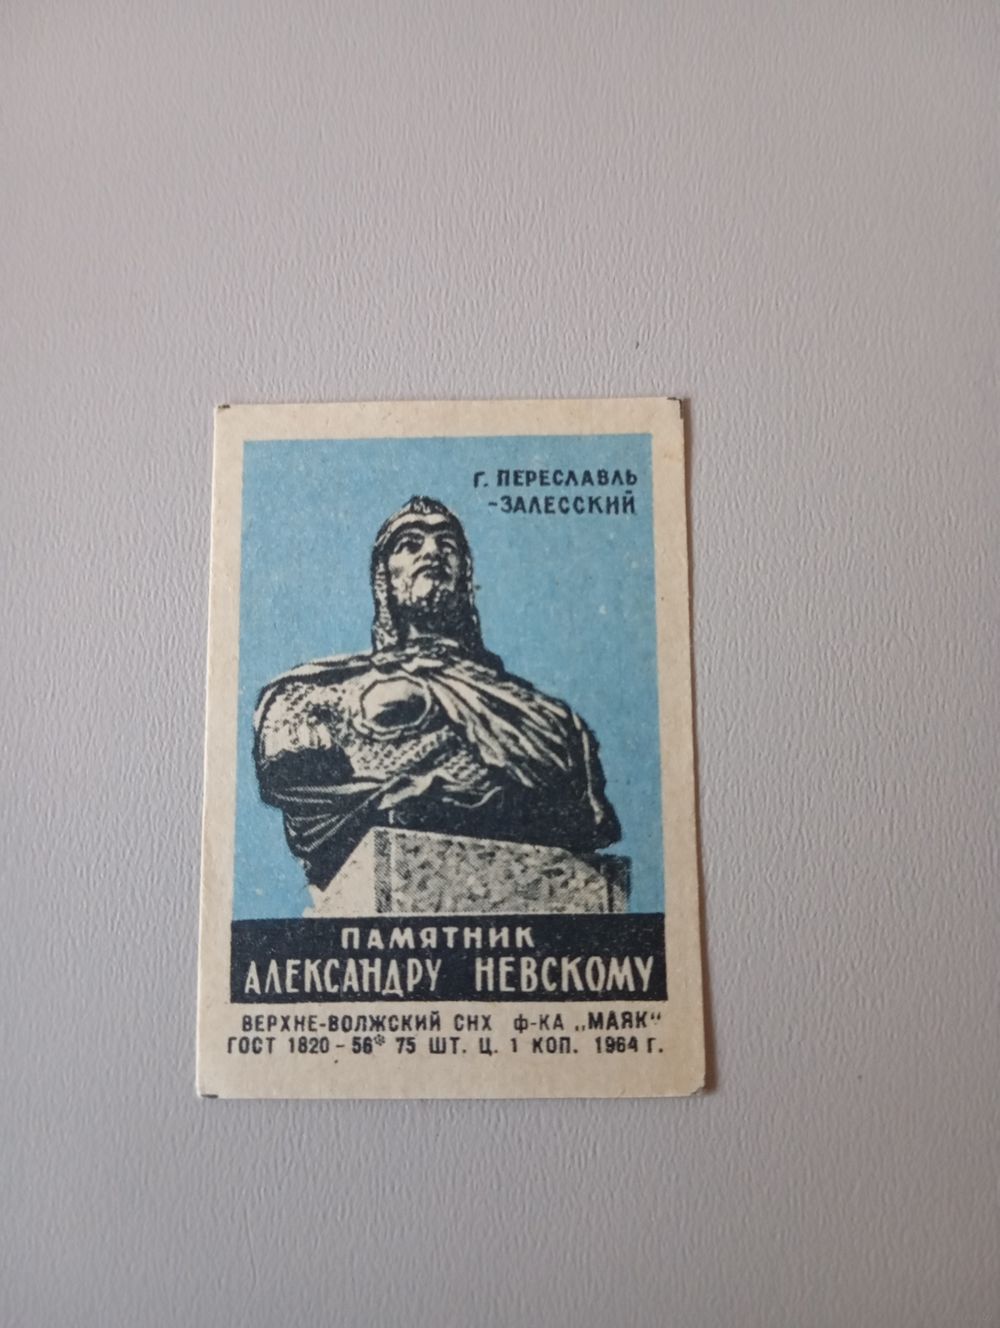 Г. ПЕРЕСЛАВЛЬ
-ЗАЛЕССКИЙ
ПАМЯТНИК
АЛЕКСАНДРУ НЕВСКОМУ
ВЕРХНЕ-ВОЛЖСКИЙ СНХ Ф-КА „МАЯК“
ГОСТ 1820-56* 75 ШТ. Ц. 1 КОП. 1964 Г.